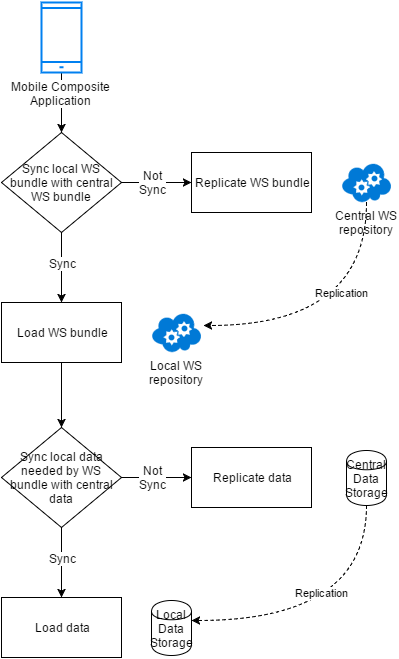 Mobile Composite
Application
Sync local WS
bundle with central
WS bundle
Not
Sync
Replicate WS bundle
Central WS
repository
Sync
Replication
Load WS bundle
Local WS
repository
Sync local data
needed by WS
bundle with central
data
Not
Sync
Replicate data
Central
Data
Storage
Sync
Replication
Load data
Local
Data
Storage